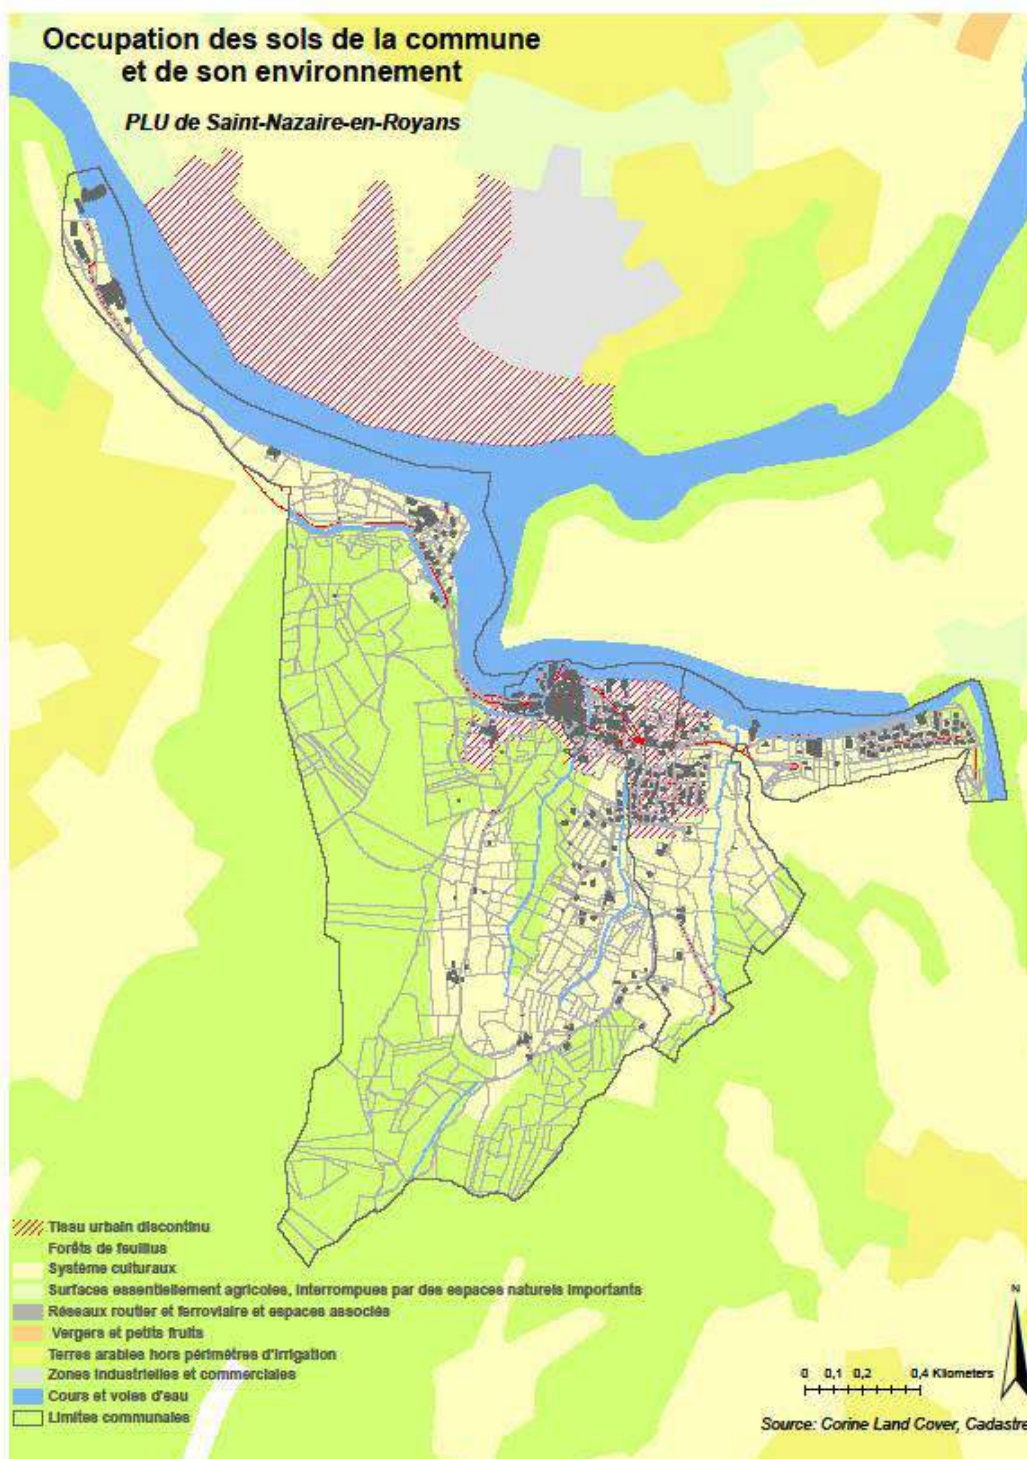 Occupation des sols de la commune
et de son environnement
PLU de Saint-Nazaire-en-Royans
Tissu urbain discontinu
Forêts de feuillus
Système culturaux
Surfaces essentiellement agricoles, interrompues par des espaces naturels importants
Réseaux routier et ferroviaire et espaces associés
Vergers et petits fruits
Terres arables hors périmètres d'irrigation
Zones industrielles et commerciales
Cours et voies d'eau
Limites communales
N
0 0,1 0,2 0,4 Kilometers
Source: Corine Land Cover, Cadastre